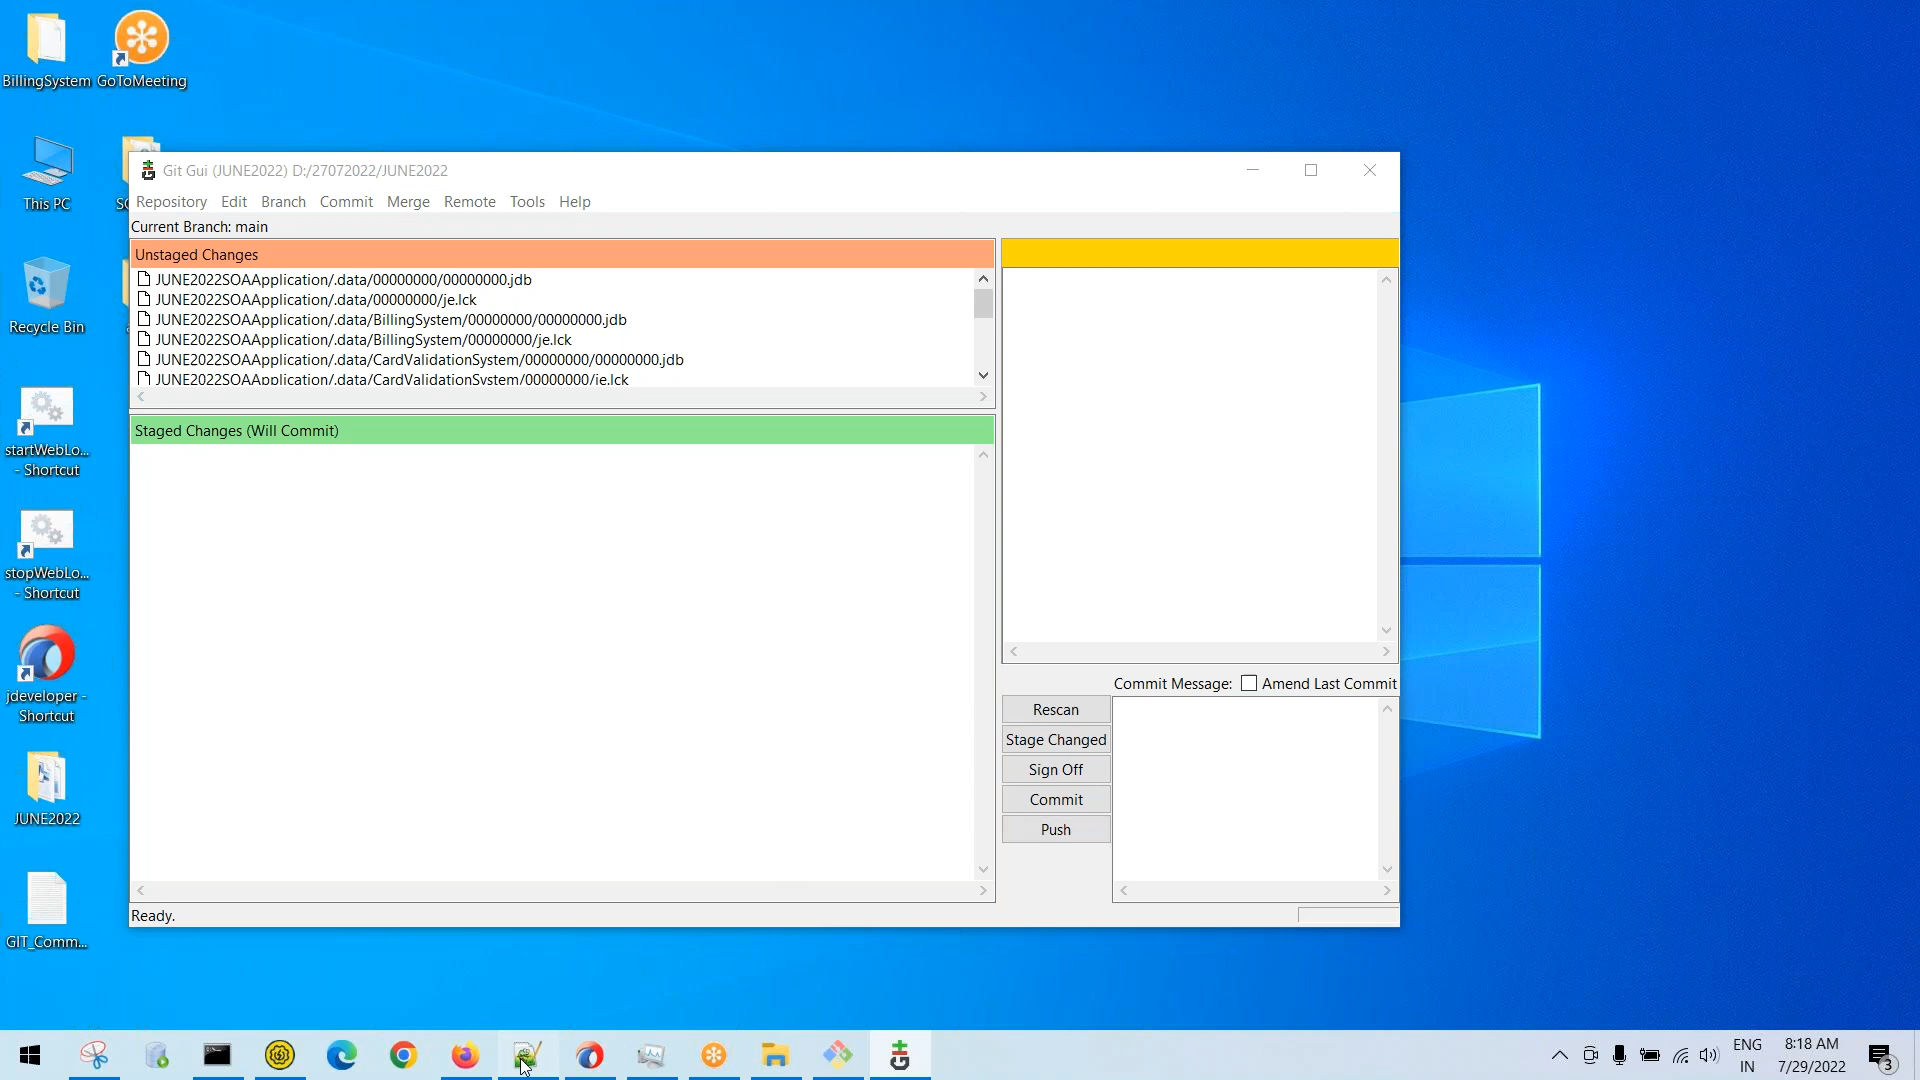 BillingSystem
GoToMeeting
This PC
Recycle Bin
startWebLo...
- Shortcut
stopWebLo...
- Shortcut
jdeveloper -
Shortcut
JUNE2022
GIT_Comm...
Git Gui (JUNE2022) D:/27072022/JUNE2022
Repository Edit Branch Commit Merge Remote Tools Help
Current Branch: main
Unstaged Changes
JUNE2022SOAApplication/.data/00000000/00000000.jdb
JUNE2022SOAApplication/.data/00000000/je.lck
JUNE2022SOAApplication/.data/BillingSystem/00000000/00000000.jdb
JUNE2022SOAApplication/.data/BillingSystem/00000000/je.lck
JUNE2022SOAApplication/.data/CardValidationSystem/00000000/00000000.jdb
JUNE2022SOAApplication/.data/CardValidationSystem/00000000/je.lck
Staged Changes (Will Commit)
Commit Message: Amend Last Commit
Rescan
Stage Changed
Sign Off
Commit
Push
Ready.
ENG
IN
8:18 AM
7/29/2022
3